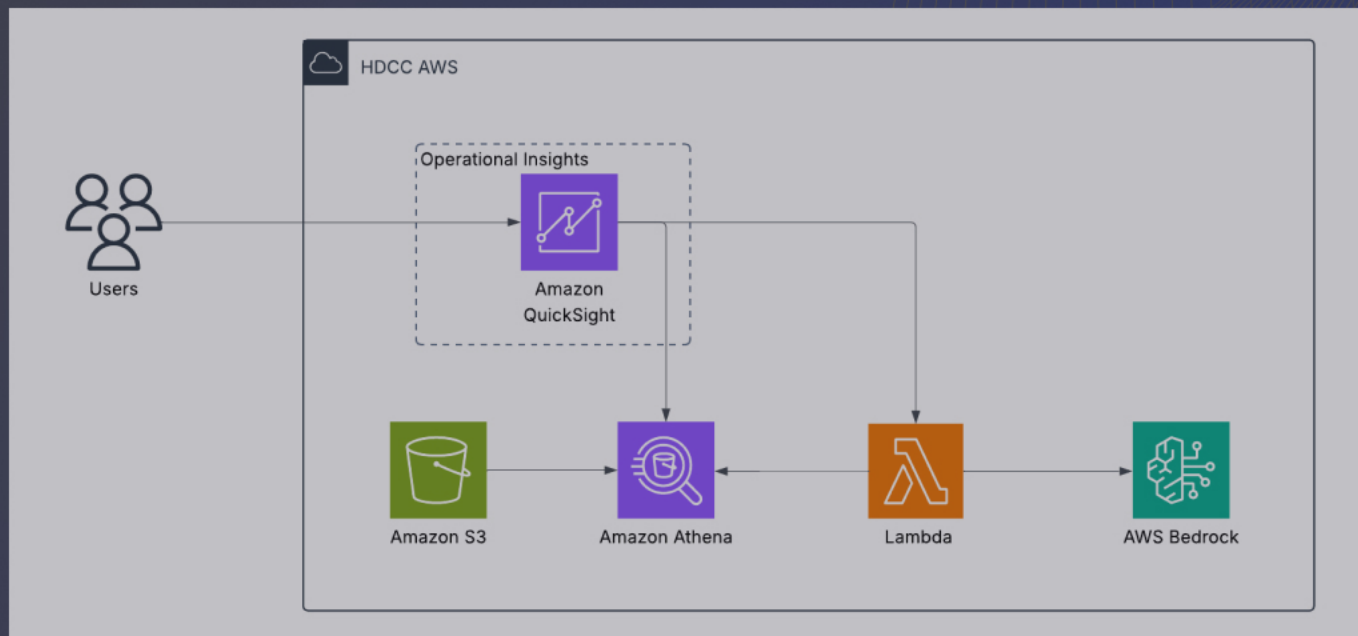 HDCC AWS
Operational Insights
Users
Amazon
QuickSight
Amazon S3
Amazon Athena
Lambda
AWS Bedrock